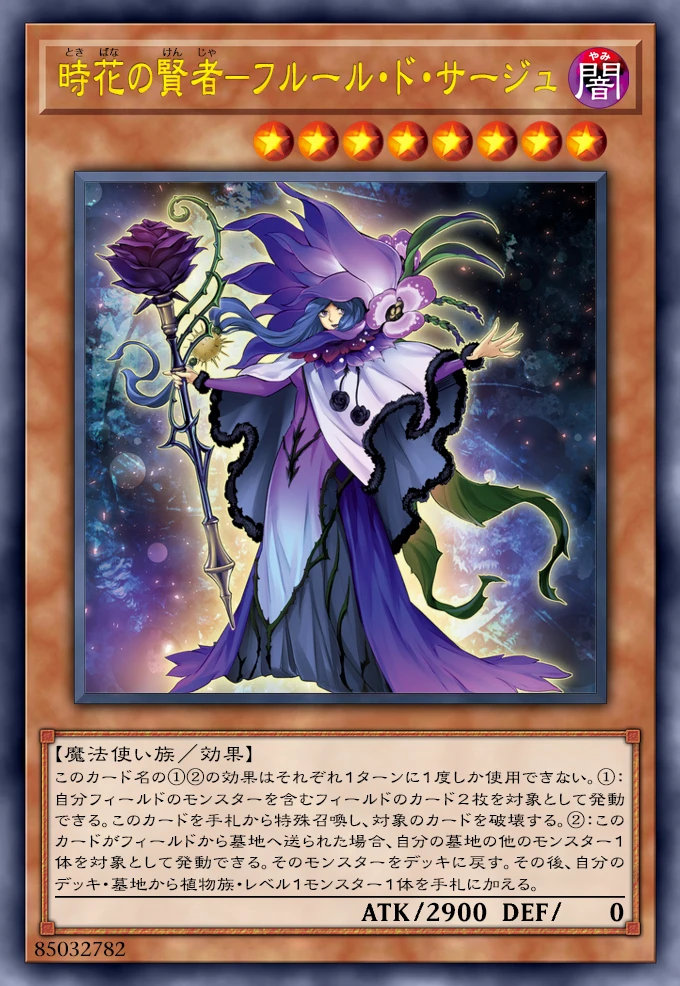 とき ばな けん じゃ
時花の賢者−フルール・ド・サージュ
やみ
闇
【魔法使い族／効果】
このカード名の①②の効果はそれぞれ１ターンに１度しか使用できない。①：
自分フィールドのモンスターを含むフィールドのカード２枚を対象として発動
できる。このカードを手札から特殊召喚し、対象のカードを破壊する。②：この
カードがフィールドから墓地へ送られた場合、自分の墓地の他のモンスター１
体を対象として発動できる。そのモンスターをデッキに戻す。その後、自分の
デッキ・墓地から植物族・レベル１モンスター１体を手札に加える。
ATK/2900 DEF/ 0
85032782